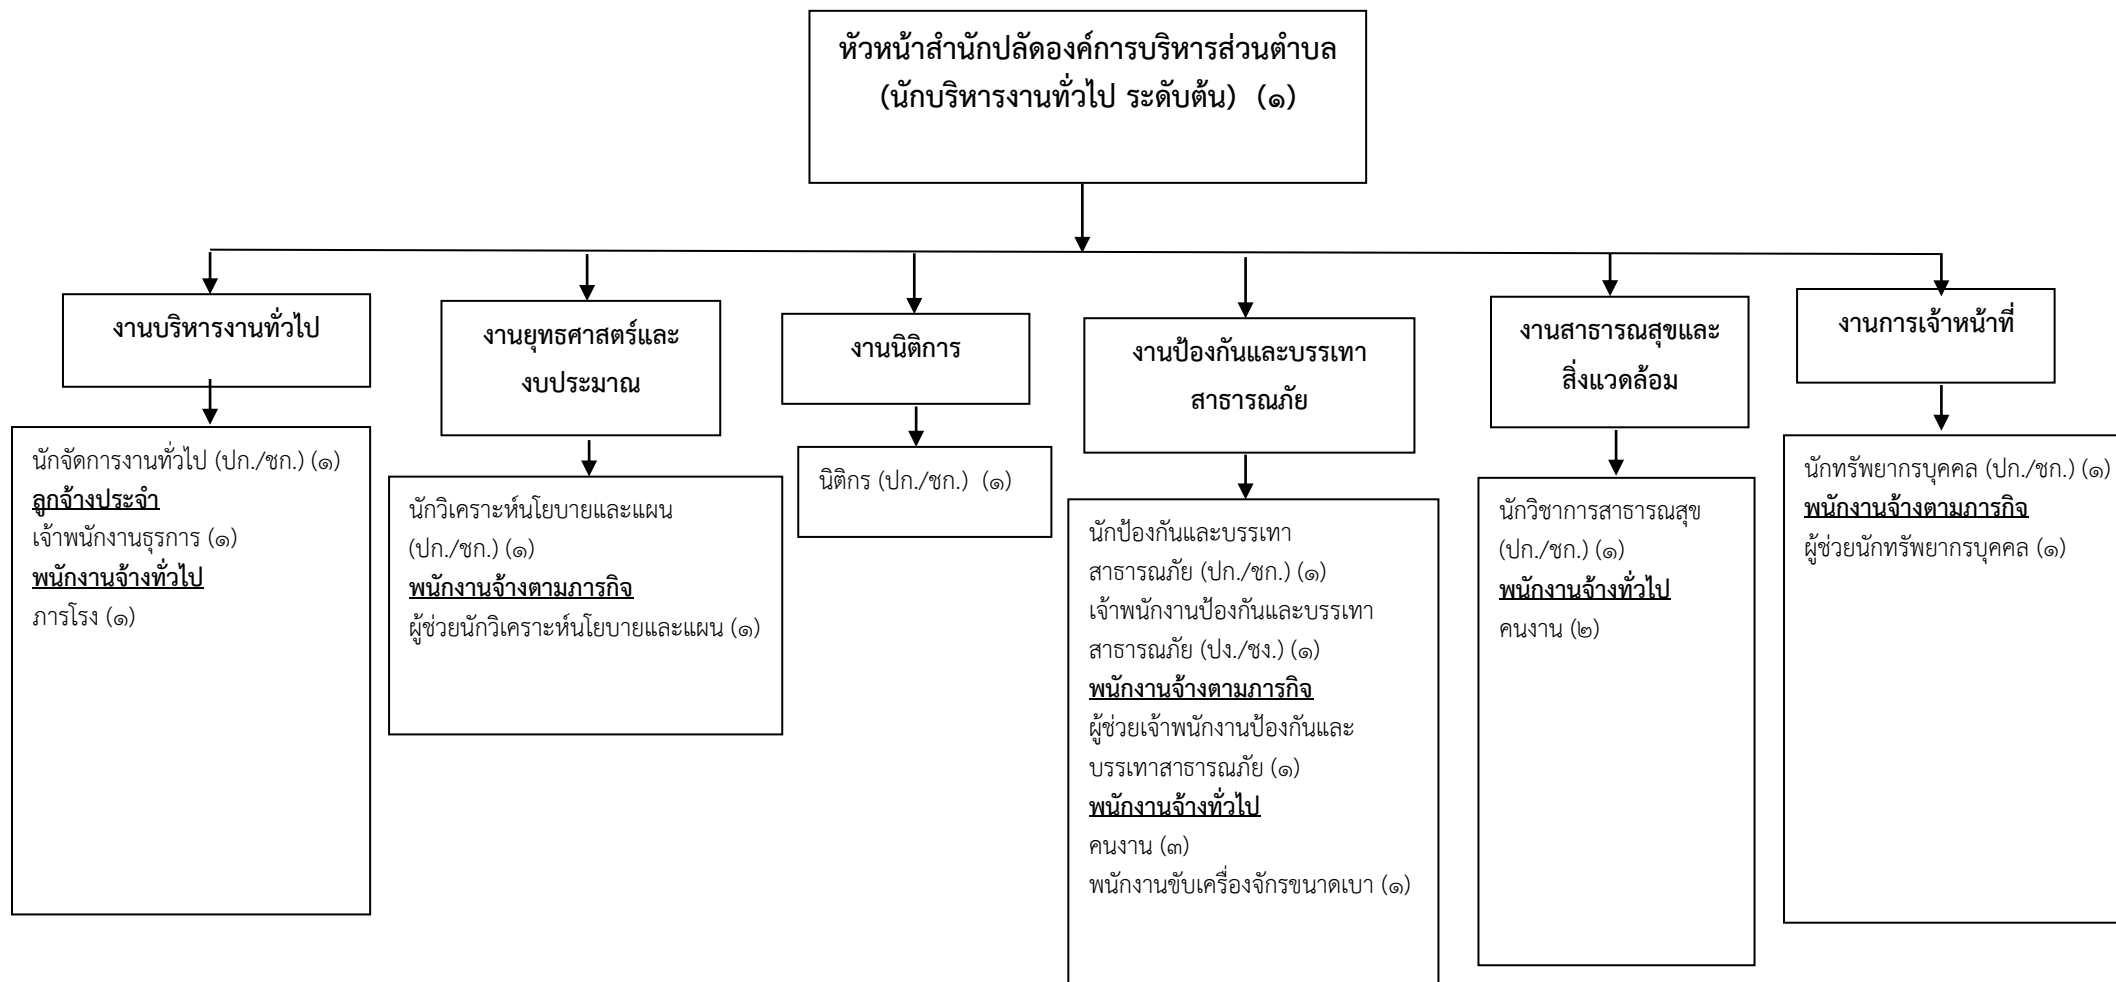 หัวหน้าสำนักปลัดองค์การบริหารส่วนตำบล
(นักบริหารงานทั่วไป ระดับต้น) (๑)
งานบริหารงานทั่วไป
งานยุทธศาสตร์และ
งบประมาณ
งานนิติการ
งานป้องกันและบรรเทา
สาธารณภัย
งานสาธารณสุขและ
สิ่งแวดล้อม
งานการเจ้าหน้าที่
นักจัดการงานทั่วไป (ปก./ชก.) (๑)
ลูกจ้างประจำ
เจ้าพนักงานธุรการ (๑)
พนักงานจ้างทั่วไป
ภารโรง (๑)
นักวิเคราะห์นโยบายและแผน
(ปก./ชก.) (๑)
พนักงานจ้างตามภารกิจ
ผู้ช่วยนักวิเคราะห์นโยบายและแผน (๑)
นิติกร (ปก./ชก.) (๑)
นักป้องกันและบรรเทา
สาธารณภัย (ปก./ชก.) (๑)
เจ้าพนักงานป้องกันและบรรเทา
สาธารณภัย (ปง./ชง.) (๑)
พนักงานจ้างตามภารกิจ
ผู้ช่วยเจ้าพนักงานป้องกันและ
บรรเทาสาธารณภัย (๑)
พนักงานจ้างทั่วไป
คนงาน (๓)
พนักงานขับเครื่องจักรขนาดเบา (๑)
นักวิชาการสาธารณสุข
(ปก./ชก.) (๑)
พนักงานจ้างทั่วไป
คนงาน (๒)
นักทรัพยากรบุคคล (ปก./ชก.) (๑)
พนักงานจ้างตามภารกิจ
ผู้ช่วยนักทรัพยากรบุคคล (๑)